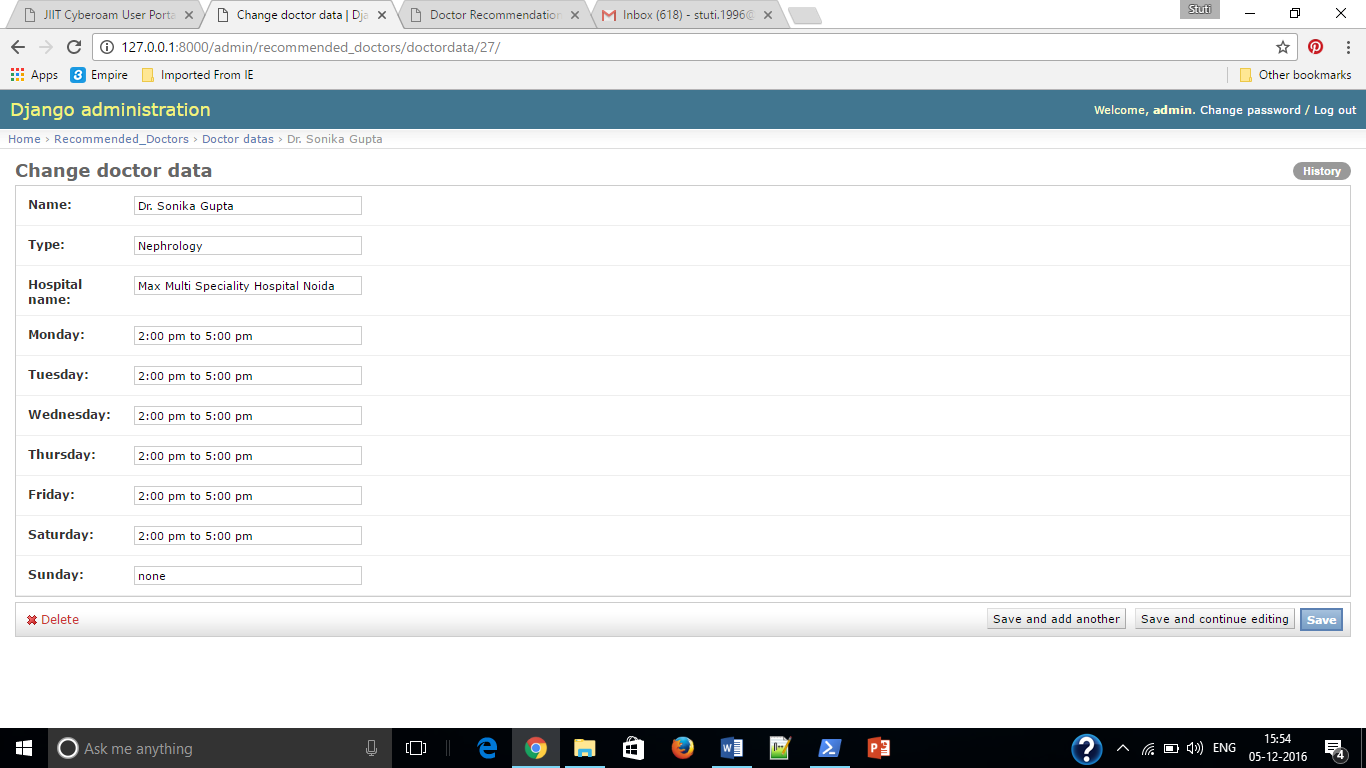 JIIT Cyberoam User Porta
Change doctor data | Dja
Doctor Recommendation
Inbox (618) - stuti.1996@
Stuti
127.0.0.1:8000/admin/recommended_doctors/doctordata/27/
Apps
Empire
Imported From IE
Other bookmarks
Django administration
Welcome, admin. Change password / Log out
Home › Recommended_Doctors › Doctor datas › Dr. Sonika Gupta
Change doctor data
History
Name: Dr. Sonika Gupta
Type: Nephrology
Hospital name: Max Multi Speciality Hospital Noida
Monday: 2:00 pm to 5:00 pm
Tuesday: 2:00 pm to 5:00 pm
Wednesday: 2:00 pm to 5:00 pm
Thursday: 2:00 pm to 5:00 pm
Friday: 2:00 pm to 5:00 pm
Saturday: 2:00 pm to 5:00 pm
Sunday: none
Delete
Save and add another
Save and continue editing
Save
Ask me anything
ENG
15:54
05-12-2016
4